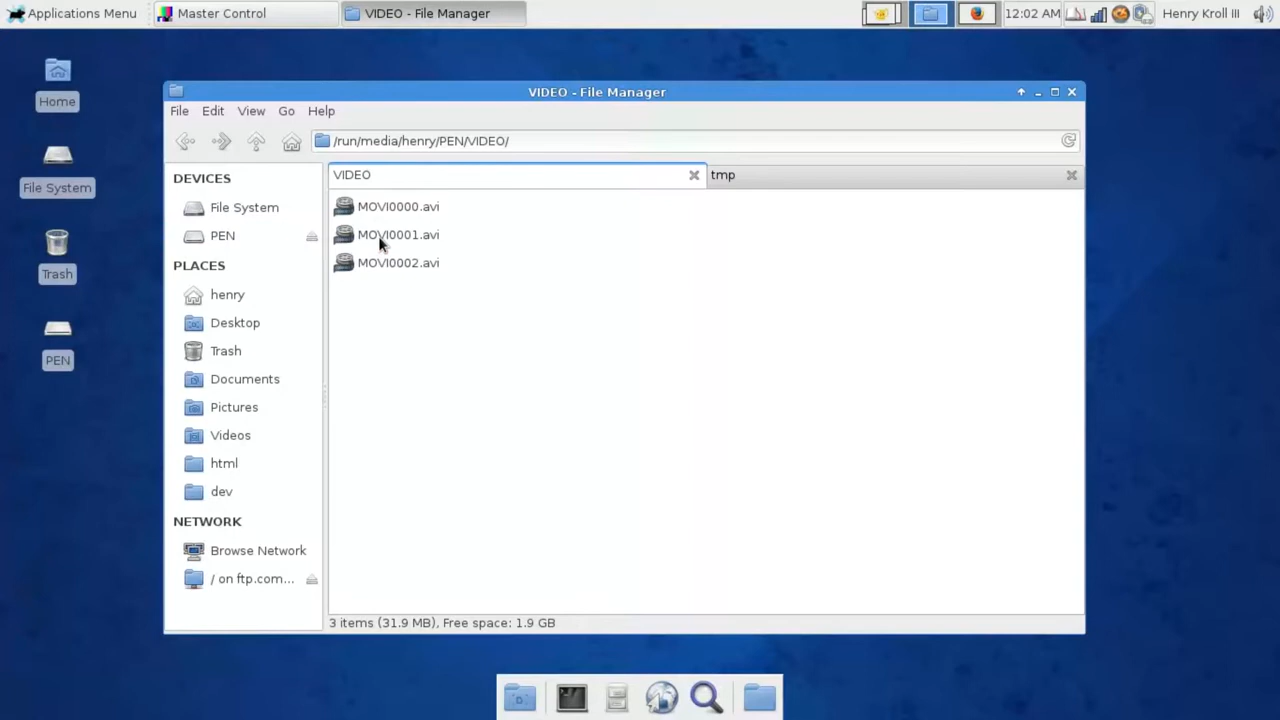 Applications Menu Master Control VIDEO - File Manager 12:02 AM Henry Kroll III
Home
File System
Trash
PEN
VIDEO - File Manager
File Edit View Go Help
/run/media/henry/PEN/VIDEO/
DEVICES
File System
PEN
PLACES
henry
Desktop
Trash
Documents
Pictures
Videos
html
dev
NETWORK
Browse Network
/ on ftp.com...
VIDEO tmp
MOVI0000.avi
MOVI0001.avi
MOVI0002.avi
3 items (31.9 MB), Free space: 1.9 GB